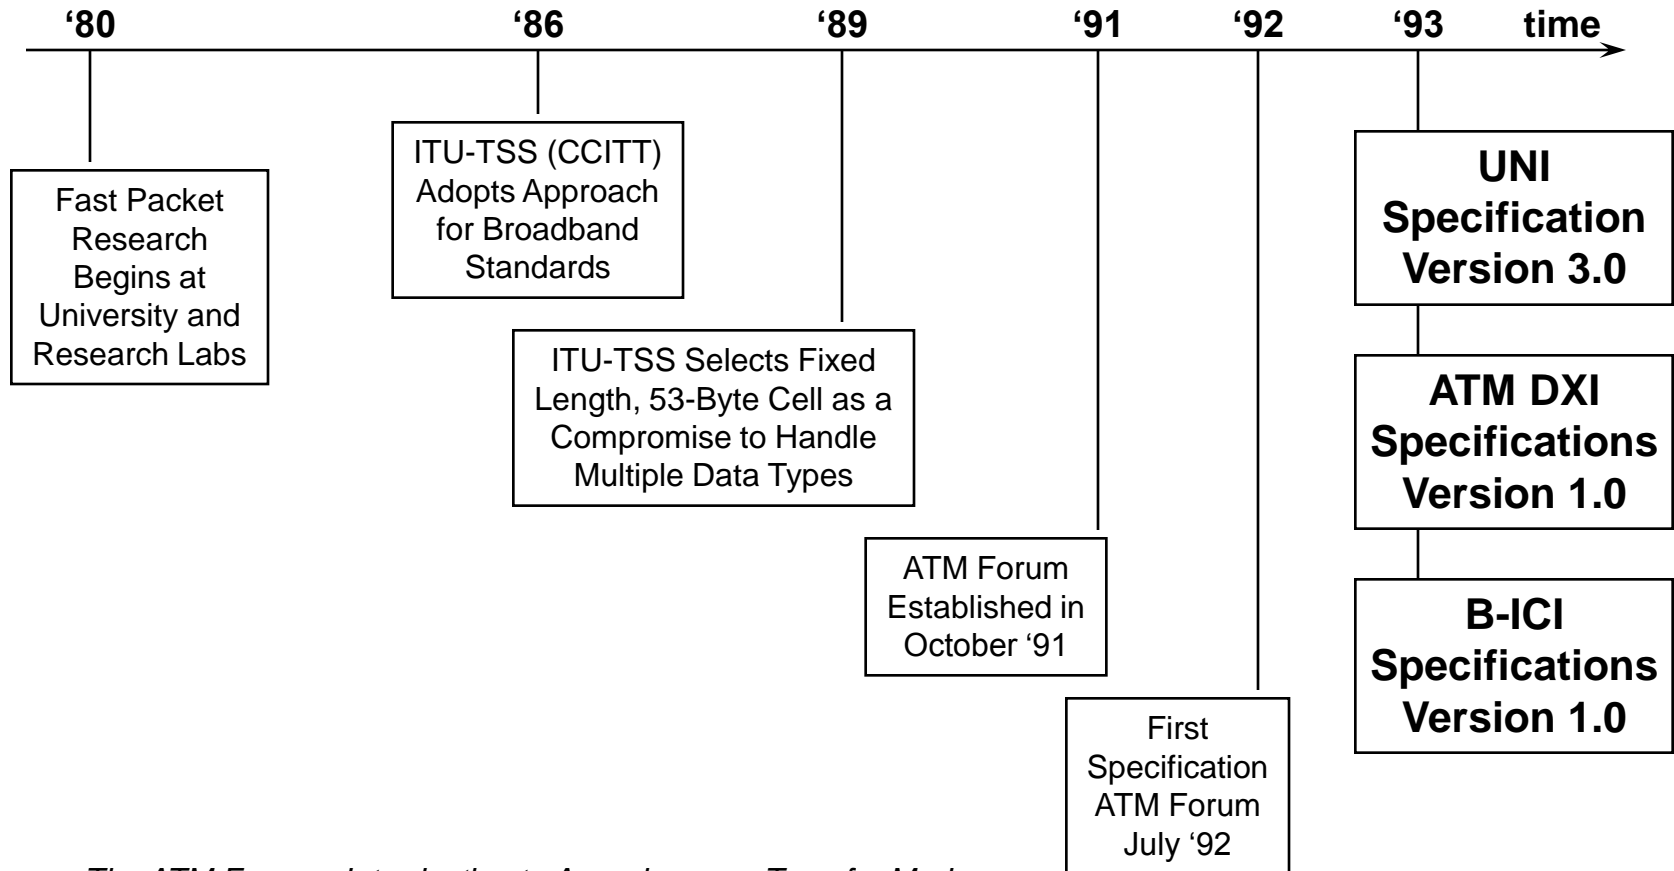 ‘80 ‘86 ‘89 ‘91 ‘92 ‘93 time
Fast Packet
Research
Begins at
University and
Research Labs
ITU-TSS (CCITT)
Adopts Approach
for Broadband
Standards
ITU-TSS Selects Fixed
Length, 53-Byte Cell as a
Compromise to Handle
Multiple Data Types
ATM Forum
Established in
October ‘91
First
Specification
ATM Forum
July ‘92
UNI
Specification
Version 3.0
ATM DXI
Specifications
Version 1.0
B-ICI
Specifications
Version 1.0